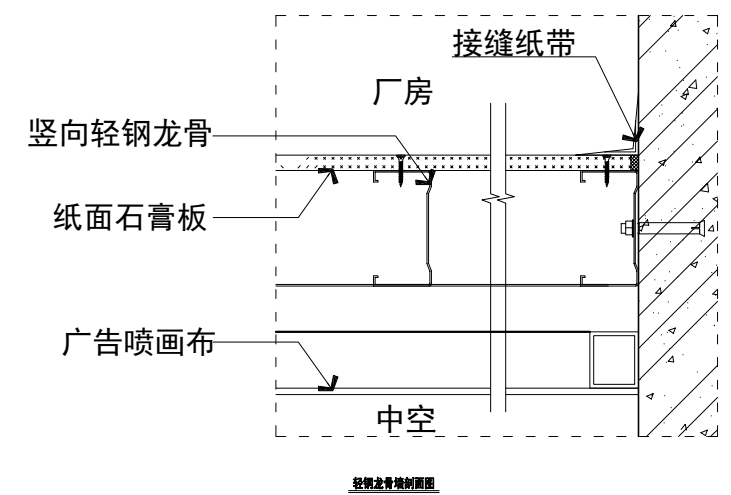 接缝纸带
厂房
竖向轻钢龙骨
纸面石膏板
广告喷画布
中空
轻钢龙骨墙剖面图